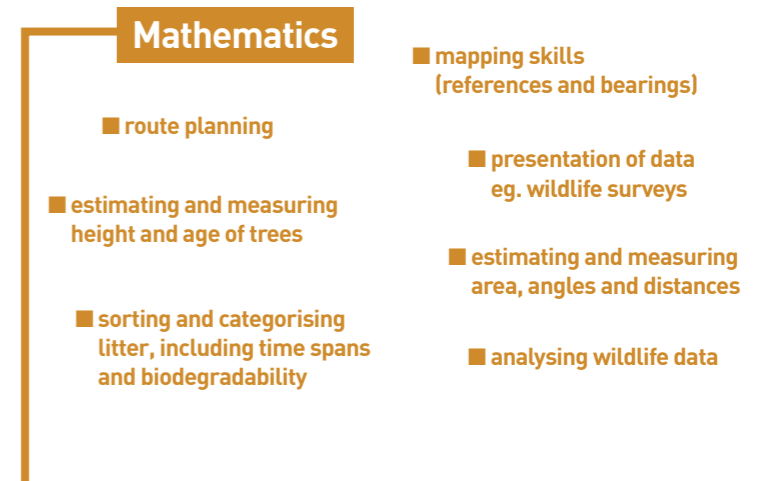 Mathematics
■ route planning
■ estimating and measuring
height and age of trees
■ sorting and categorising
litter, including time spans
and biodegradability
■ mapping skills
(references and bearings)
■ presentation of data
eg. wildlife surveys
■ estimating and measuring
area, angles and distances
■ analysing wildlife data